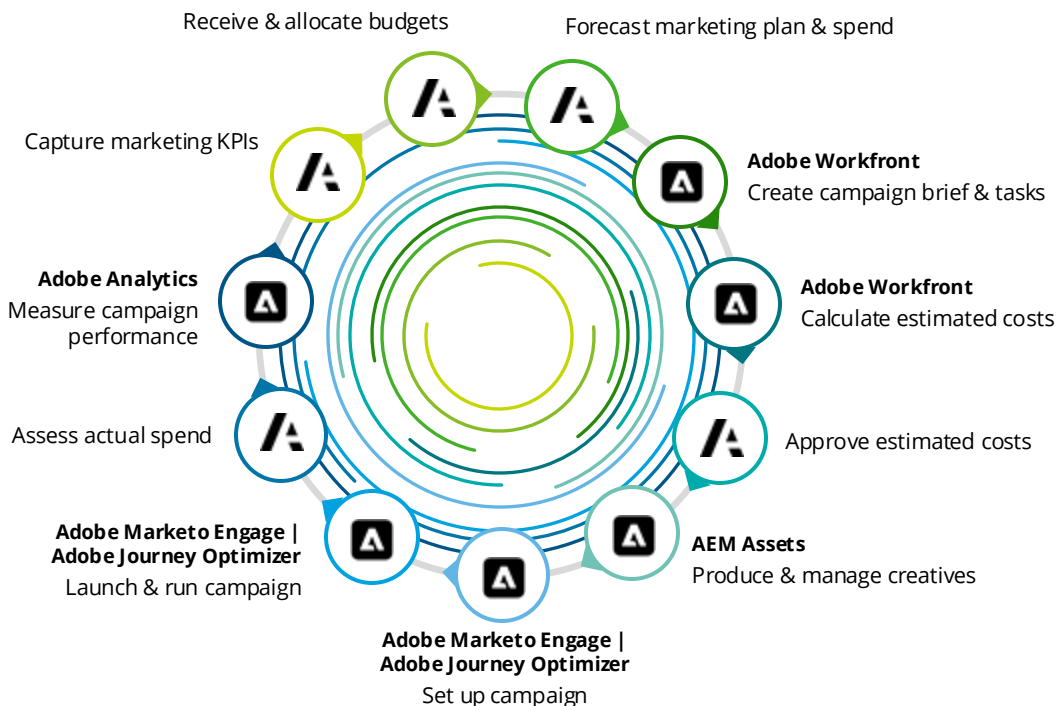 Receive & allocate budgets
Forecast marketing plan & spend
Adobe Workfront
Create campaign brief & tasks
Adobe Workfront
Calculate estimated costs
Approve estimated costs
AEM Assets
Produce & manage creatives
Adobe Marketo Engage |
Adobe Journey Optimizer
Set up campaign
Adobe Marketo Engage |
Adobe Journey Optimizer
Launch & run campaign
Assess actual spend
Adobe Analytics
Measure campaign
performance
Capture marketing KPIs